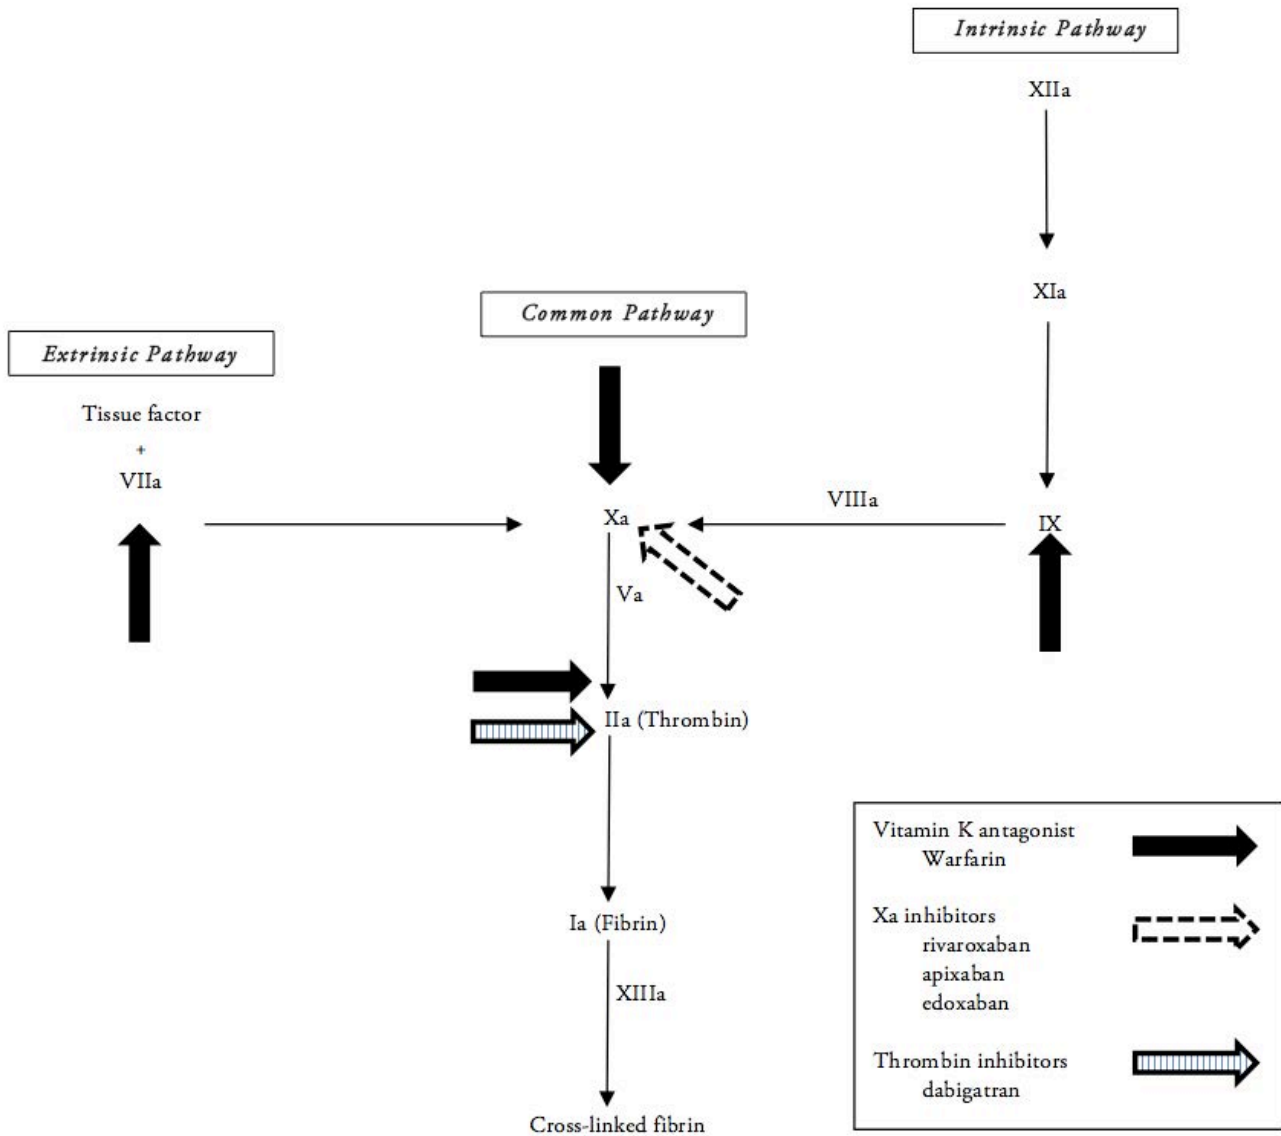 Intrinsic Pathway
XIIa
XIa
Common Pathway
Extrinsic Pathway
Tissue factor
+
VIIa
Xa
VIIIa
IX
Va
IIa (Thrombin)
Ia (Fibrin)
XIIIa
Cross-linked fibrin
Vitamin K antagonist
Warfarin
Xa inhibitors
rivaroxaban
apixaban
edoxaban
Thrombin inhibitors
dabigatran